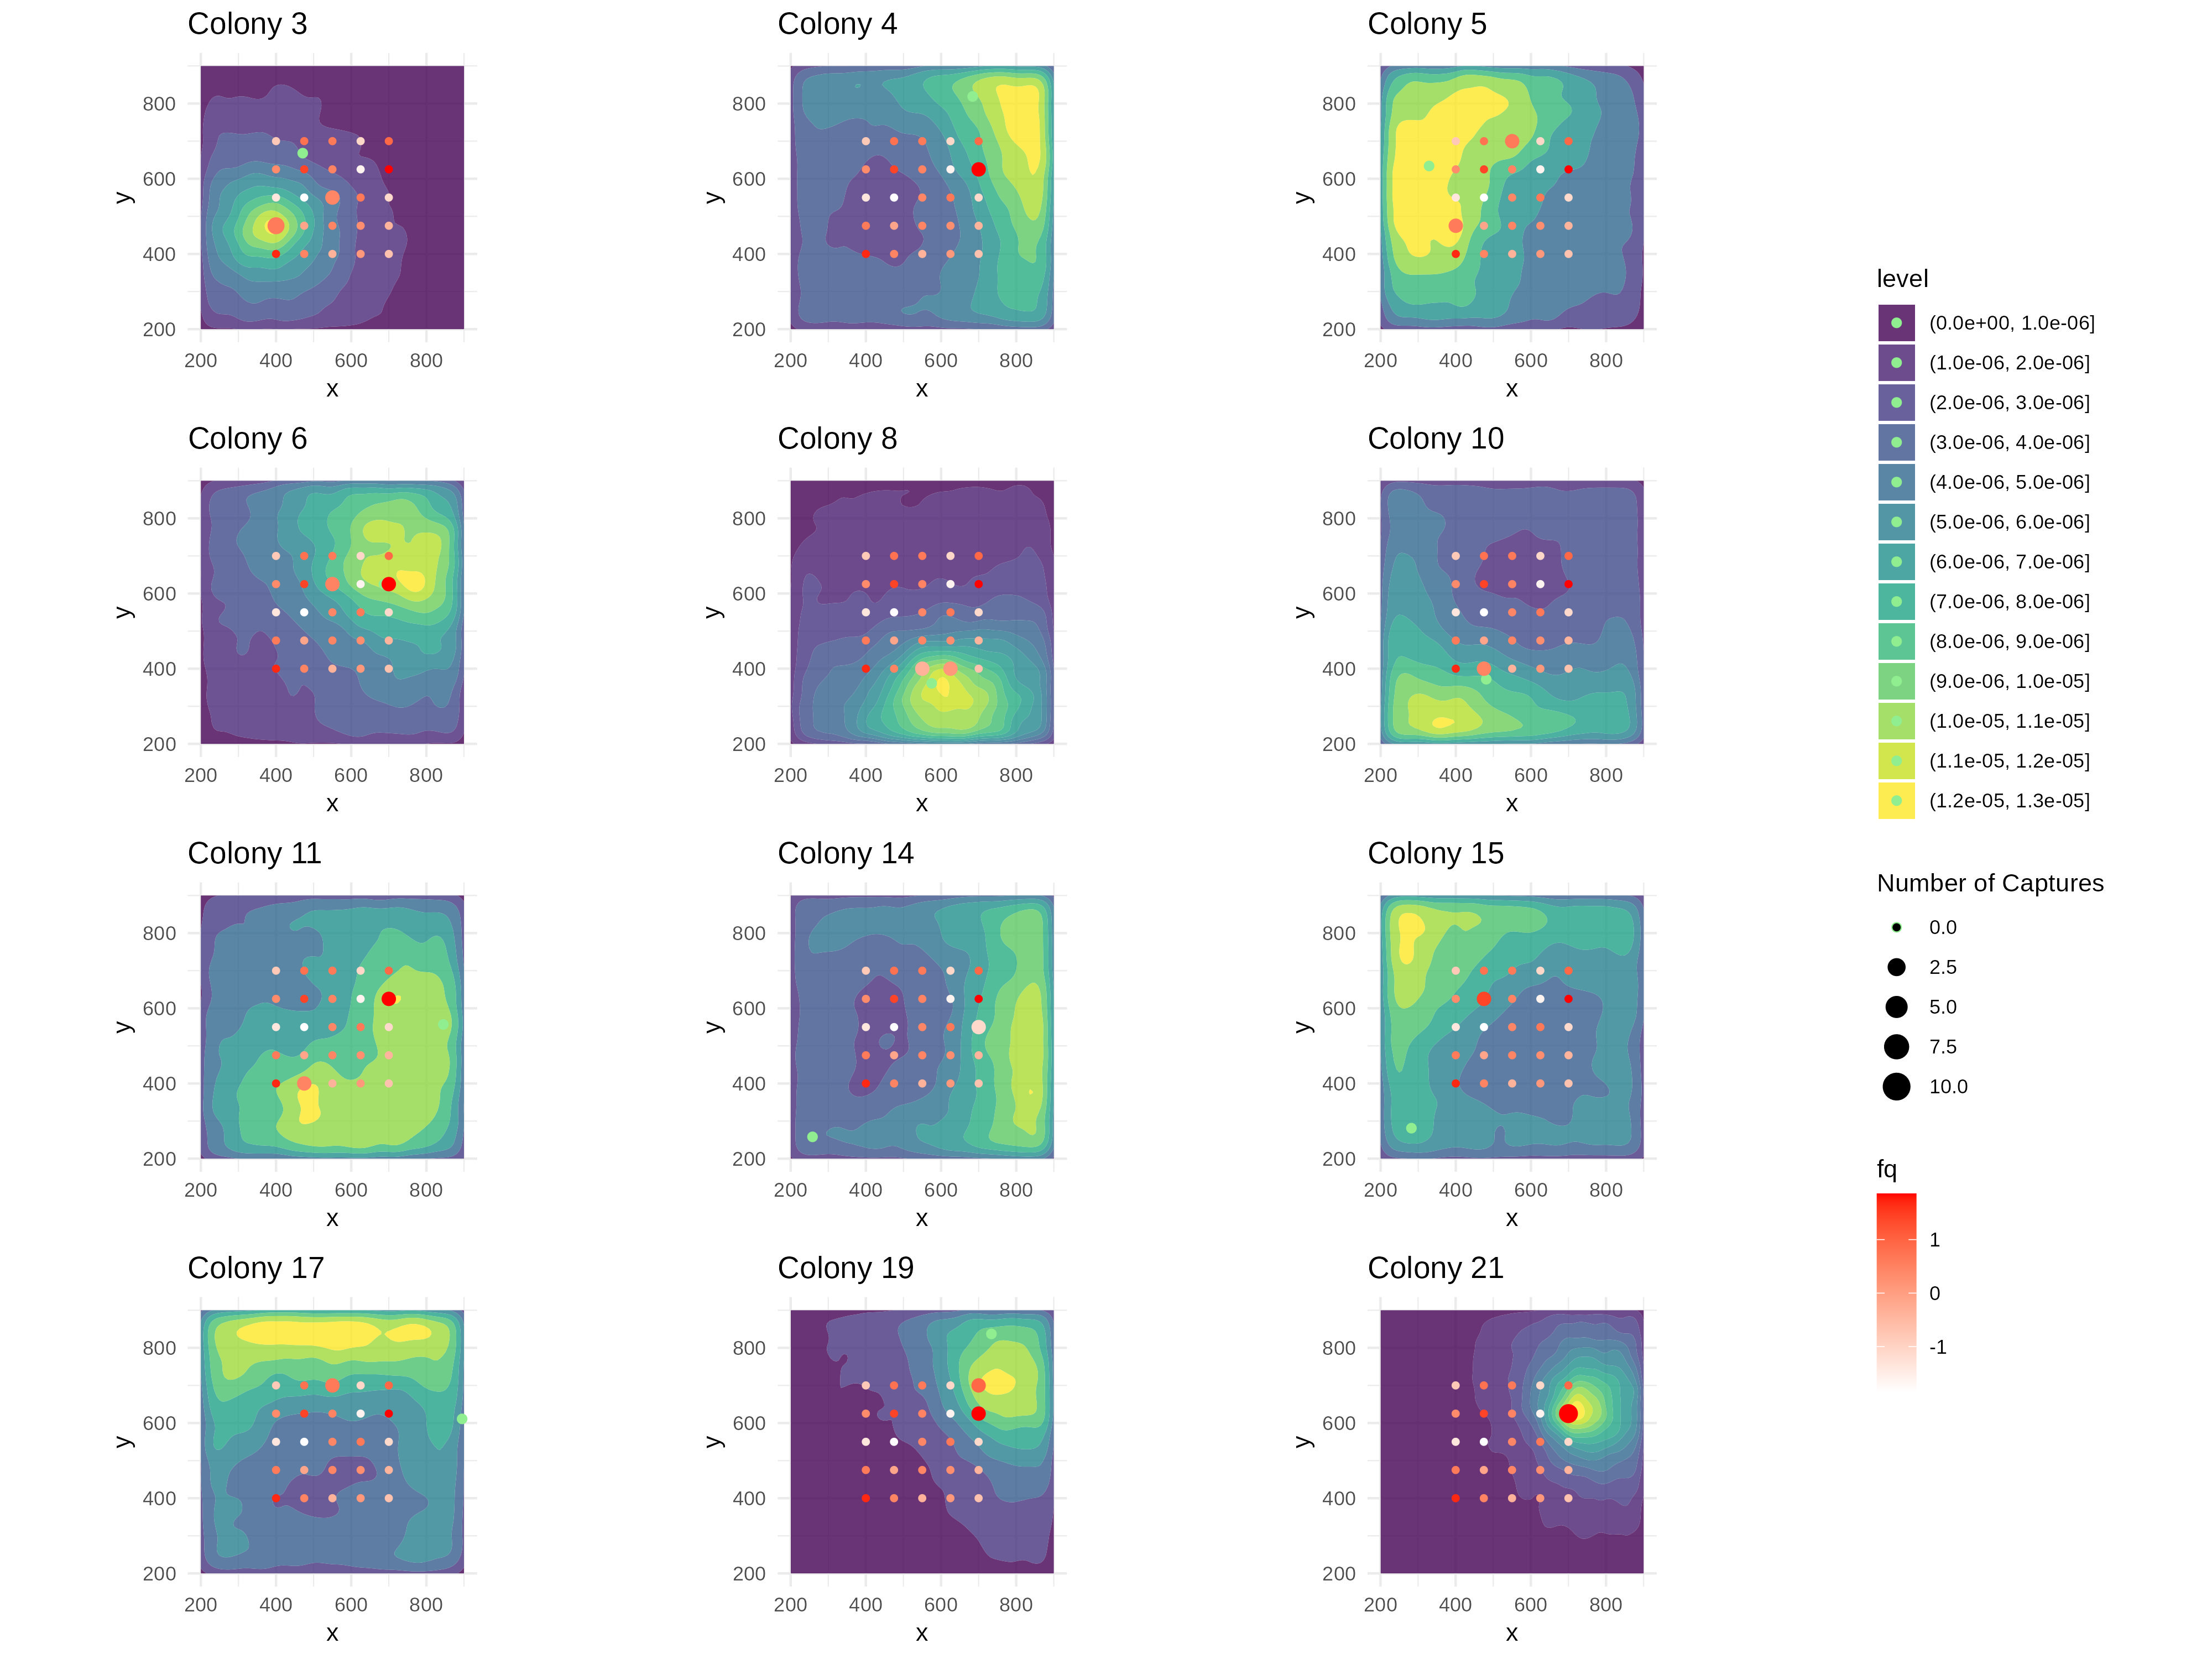 Colony 3
800
600
400
200
y
200 400 600 800
x
Colony 4
800
600
400
200
y
200 400 600 800
x
Colony 5
800
600
400
200
y
200 400 600 800
x
Colony 6
800
600
400
200
y
200 400 600 800
x
Colony 8
800
600
400
200
y
200 400 600 800
x
Colony 10
800
600
400
200
y
200 400 600 800
x
Colony 11
800
600
400
200
y
200 400 600 800
x
Colony 14
800
600
400
200
y
200 400 600 800
x
Colony 15
800
600
400
200
y
200 400 600 800
x
Colony 17
800
600
400
200
y
200 400 600 800
x
Colony 19
800
600
400
200
y
200 400 600 800
x
Colony 21
800
600
400
200
y
200 400 600 800
x
level
(0.0e+00, 1.0e-06]
(1.0e-06, 2.0e-06]
(2.0e-06, 3.0e-06]
(3.0e-06, 4.0e-06]
(4.0e-06, 5.0e-06]
(5.0e-06, 6.0e-06]
(6.0e-06, 7.0e-06]
(7.0e-06, 8.0e-06]
(8.0e-06, 9.0e-06]
(9.0e-06, 1.0e-05]
(1.0e-05, 1.1e-05]
(1.1e-05, 1.2e-05]
(1.2e-05, 1.3e-05]
Number of Captures
0.0
2.5
5.0
7.5
10.0
fq
1
0
-1